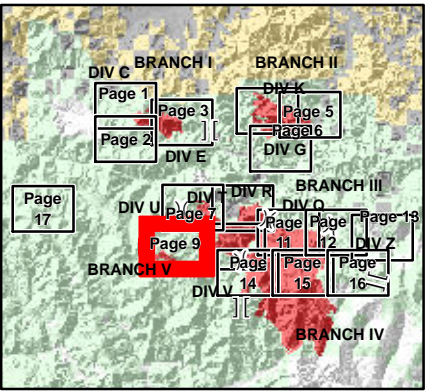 BRANCH I
BRANCH II
DIV C
DIV K
Page 1
Page 3
Page 5
][
Page 6
Page 2
DIV G
DIV E
BRANCH III
Page
17
DIV R
DIV U
DIV Q
Page 7
Page
11
Page
12
Page 13
Page 9
DIV Z
BRANCH V
Page
14
Page
15
Page
16
DIV V
][
BRANCH IV